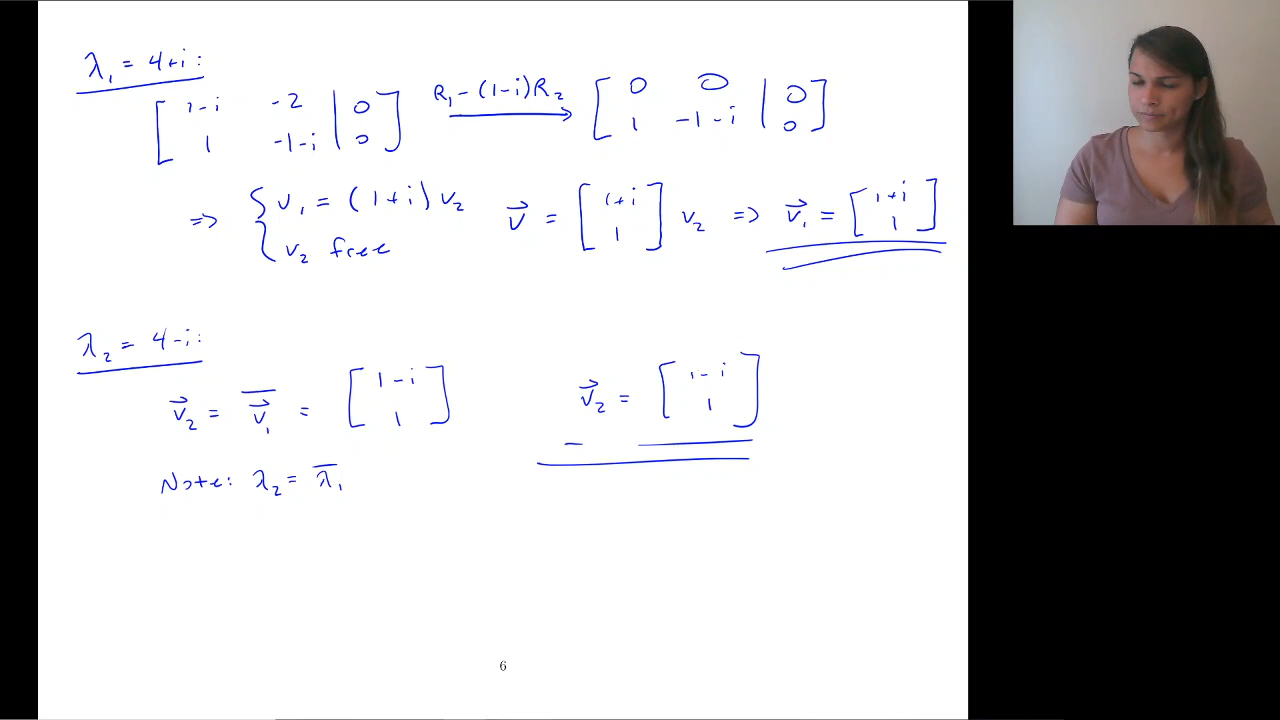 λ₁ = 4+i:
[ 1-i -2 | 0 ] R₁-(1-i)R₂ → [ 0 0 | 0 ]
[ 1 -1-i | 0 ] [ 1 -1-i | 0 ]
=> { v₁ = (1+i) v₂ v⃗ = [ 1+i ; 1 ] v₂ => v⃗₁ = [ 1+i ; 1 ]
v₂ free
λ₂ = 4-i:
v⃗₂ = v⃗₁̅ = [ 1-i ; 1 ] v⃗₂ = [ 1-i ; 1 ]
Note: λ₂ = λ̅₁
6